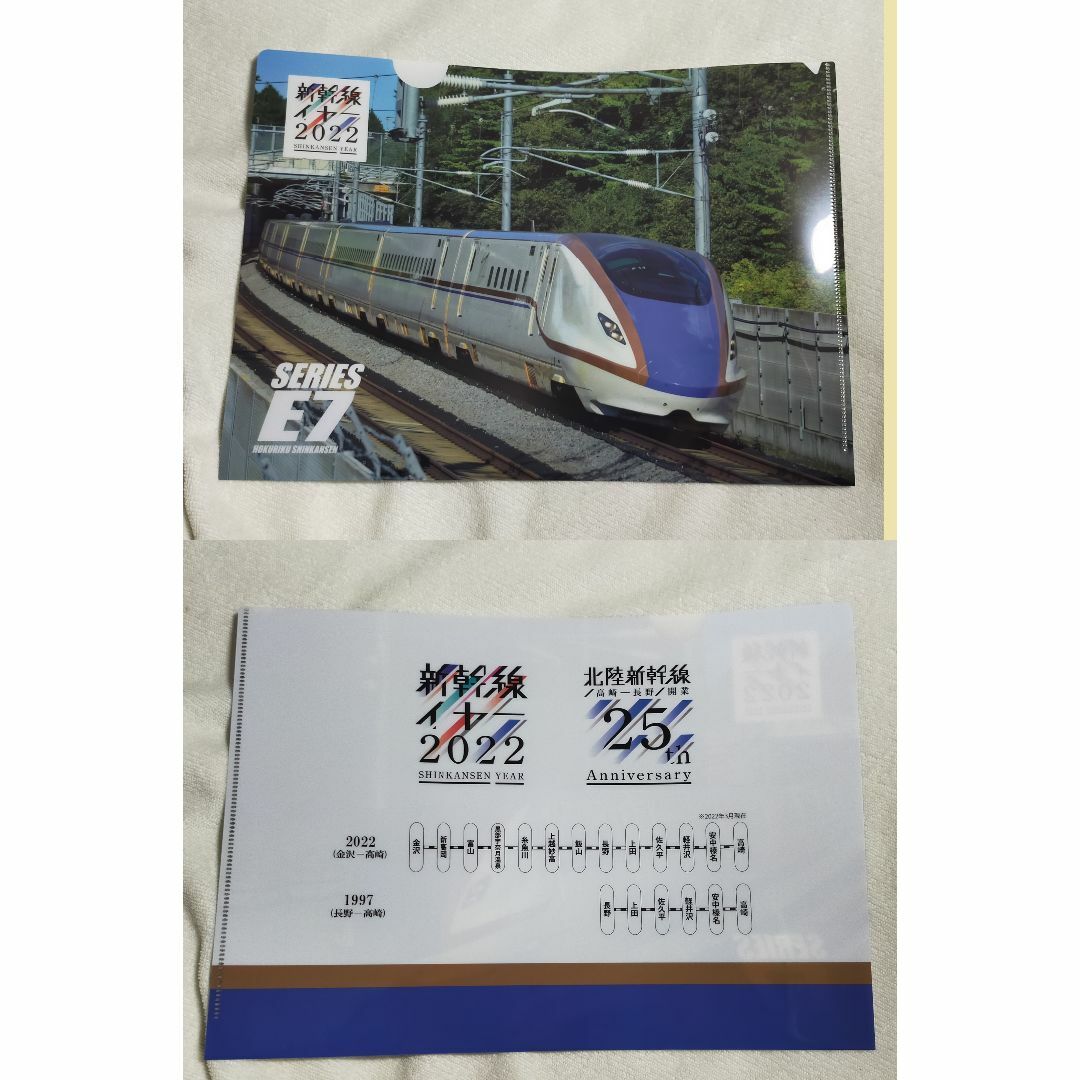 新幹線
イヤー
2022
SHINKANSEN YEAR
SERIES
E7
HOKURIKU SHINKANSEN
新幹線
イヤー
2022
SHINKANSEN YEAR
北陸新幹線
高崎ー長野 開業
25th
Anniversary
※2022年3月現在
2022
(金沢ー高崎)
金沢 新高岡 富山 黒部宇奈月温泉 糸魚川 上越妙高 飯山 長野 上田 佐久平 軽井沢 安中榛名 高崎
1997
(長野ー高崎)
長野 上田 佐久平 軽井沢 安中榛名 高崎